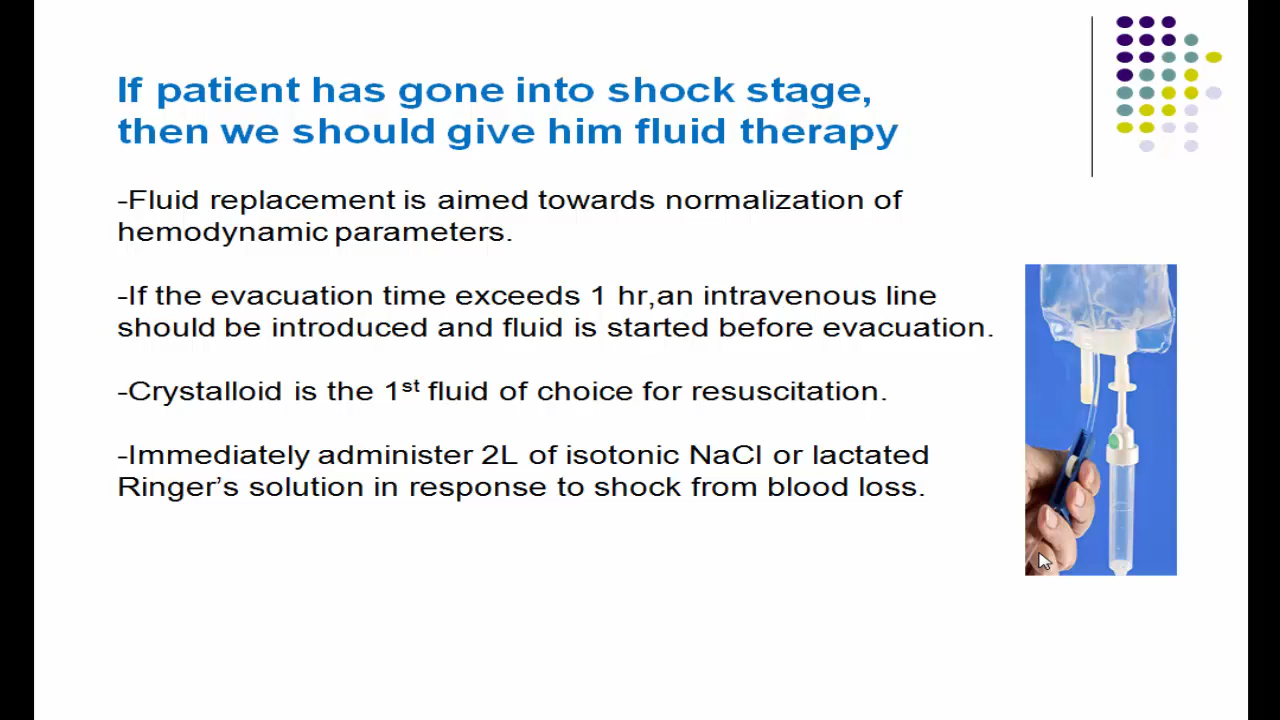 If patient has gone into shock stage,
then we should give him fluid therapy
-Fluid replacement is aimed towards normalization of
hemodynamic parameters.
-If the evacuation time exceeds 1 hr,an intravenous line
should be introduced and fluid is started before evacuation.
-Crystalloid is the 1st fluid of choice for resuscitation.
-Immediately administer 2L of isotonic NaCl or lactated
Ringer’s solution in response to shock from blood loss.